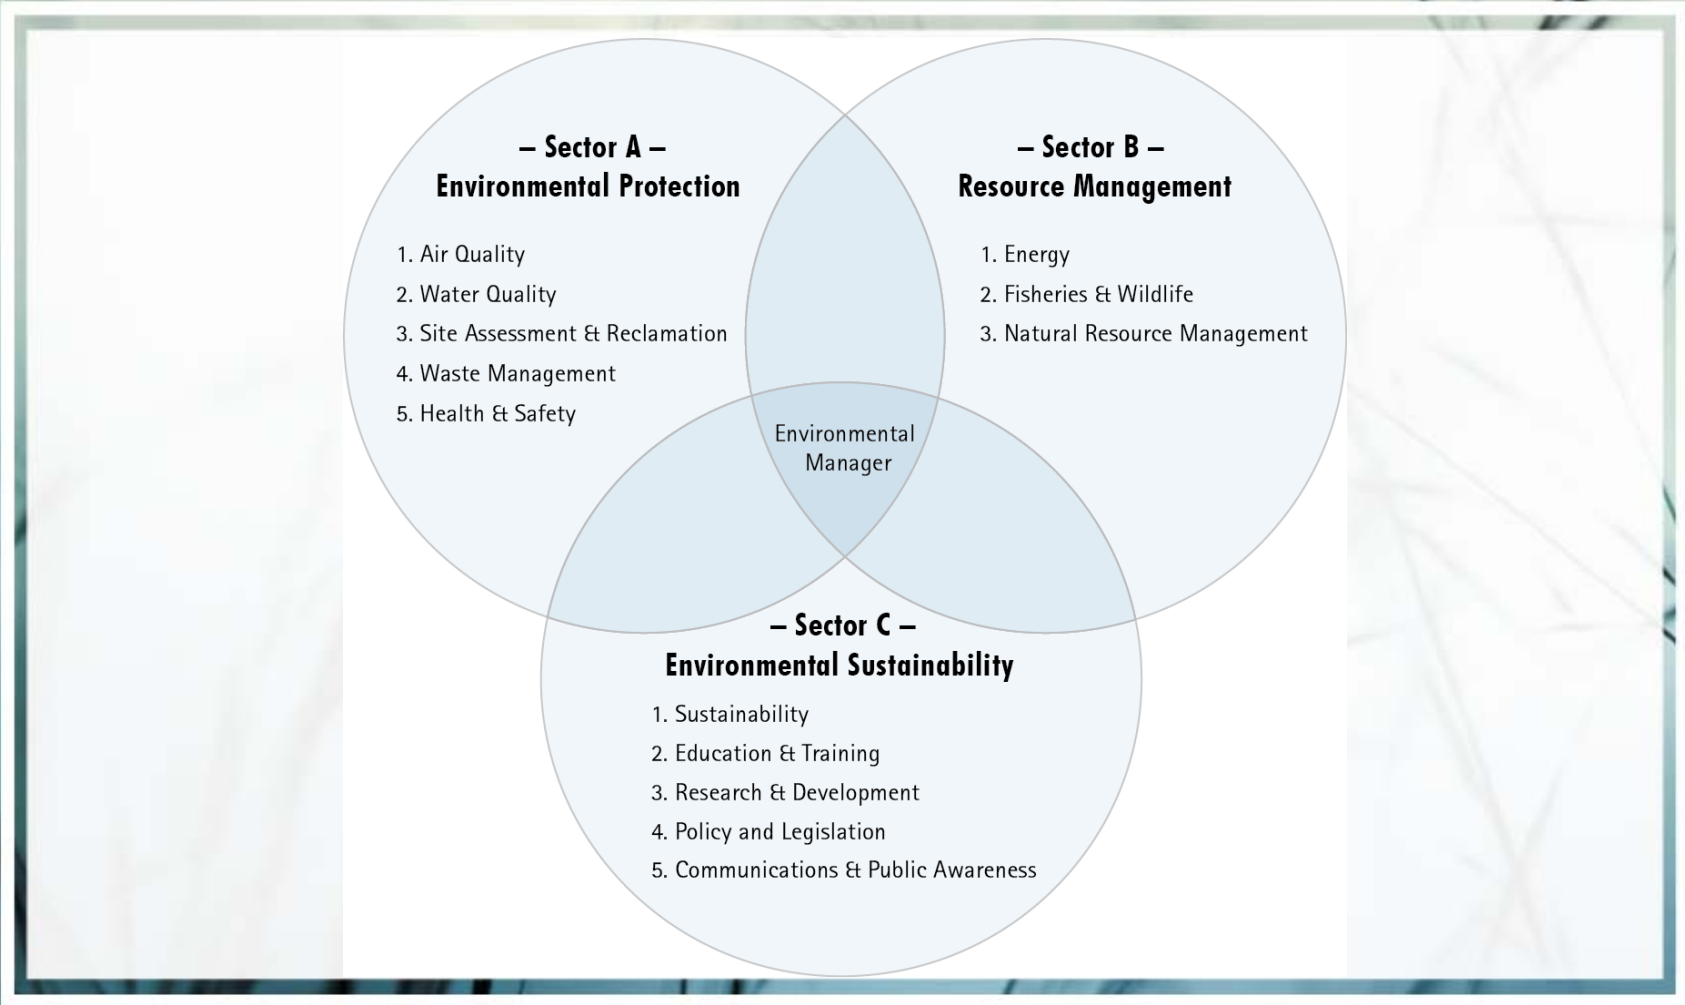 – Sector A –
Environmental Protection
1. Air Quality
2. Water Quality
3. Site Assessment & Reclamation
4. Waste Management
5. Health & Safety
– Sector B –
Resource Management
1. Energy
2. Fisheries & Wildlife
3. Natural Resource Management
Environmental
Manager
– Sector C –
Environmental Sustainability
1. Sustainability
2. Education & Training
3. Research & Development
4. Policy and Legislation
5. Communications & Public Awareness